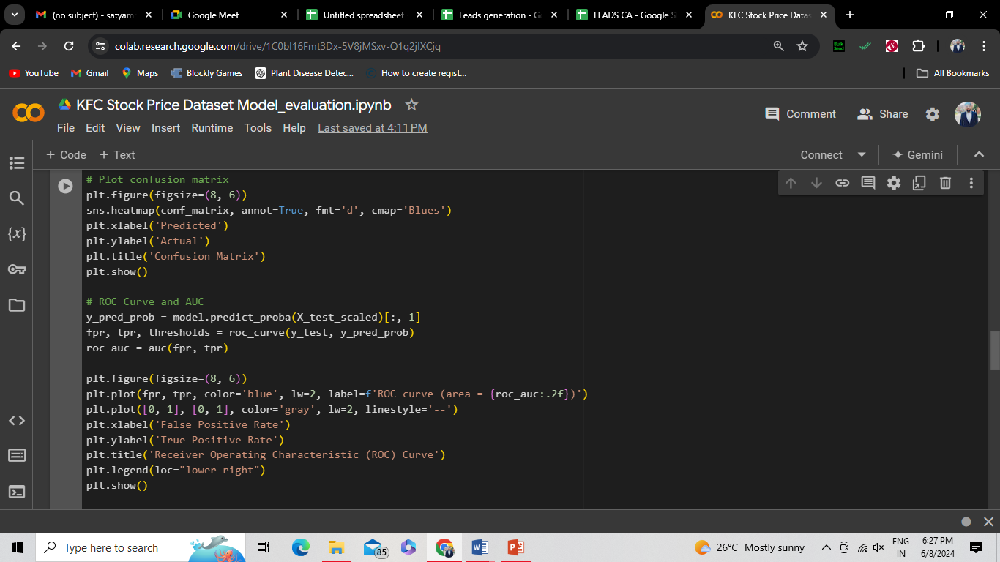 (no subject) - satyam
Google Meet
Untitled spreadsheet
Leads generation - G
LEADS CA - Google S
KFC Stock Price Datas
colab.research.google.com/drive/1C0bI16Fmt3Dx-5V8jMSxv-Q1q2jIXCjq
Bulk Send
YouTube
Gmail
Maps
Blockly Games
Plant Disease Detec...
How to create regist...
All Bookmarks
KFC Stock Price Dataset Model_evaluation.ipynb
Comment
Share
File Edit View Insert Runtime Tools Help Last saved at 4:11 PM
+ Code + Text
Connect
Gemini
# Plot confusion matrix
plt.figure(figsize=(8, 6))
sns.heatmap(conf_matrix, annot=True, fmt='d', cmap='Blues')
plt.xlabel('Predicted')
plt.ylabel('Actual')
plt.title('Confusion Matrix')
plt.show()
# ROC Curve and AUC
y_pred_prob = model.predict_proba(X_test_scaled)[:, 1]
fpr, tpr, thresholds = roc_curve(y_test, y_pred_prob)
roc_auc = auc(fpr, tpr)
plt.figure(figsize=(8, 6))
plt.plot(fpr, tpr, color='blue', lw=2, label=f'ROC curve (area = {roc_auc:.2f})')
plt.plot([0, 1], [0, 1], color='gray', lw=2, linestyle='--')
plt.xlabel('False Positive Rate')
plt.ylabel('True Positive Rate')
plt.title('Receiver Operating Characteristic (ROC) Curve')
plt.legend(loc="lower right")
plt.show()
Type here to search
85
26°C Mostly sunny
ENG
IN
6:27 PM
6/8/2024